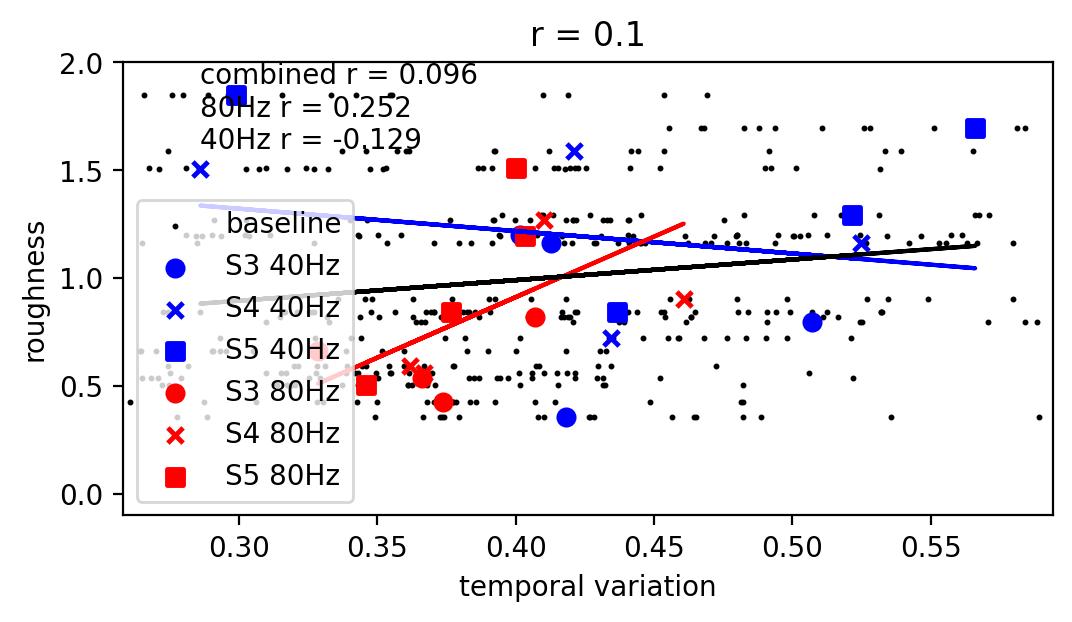 r = 0.1
combined r = 0.096
80Hz r = 0.252
40Hz r = -0.129
baseline
S3 40Hz
S4 40Hz
S5 40Hz
S3 80Hz
S4 80Hz
S5 80Hz
roughness
2.0
1.5
1.0
0.5
0.0
0.30 0.35 0.40 0.45 0.50 0.55
temporal variation